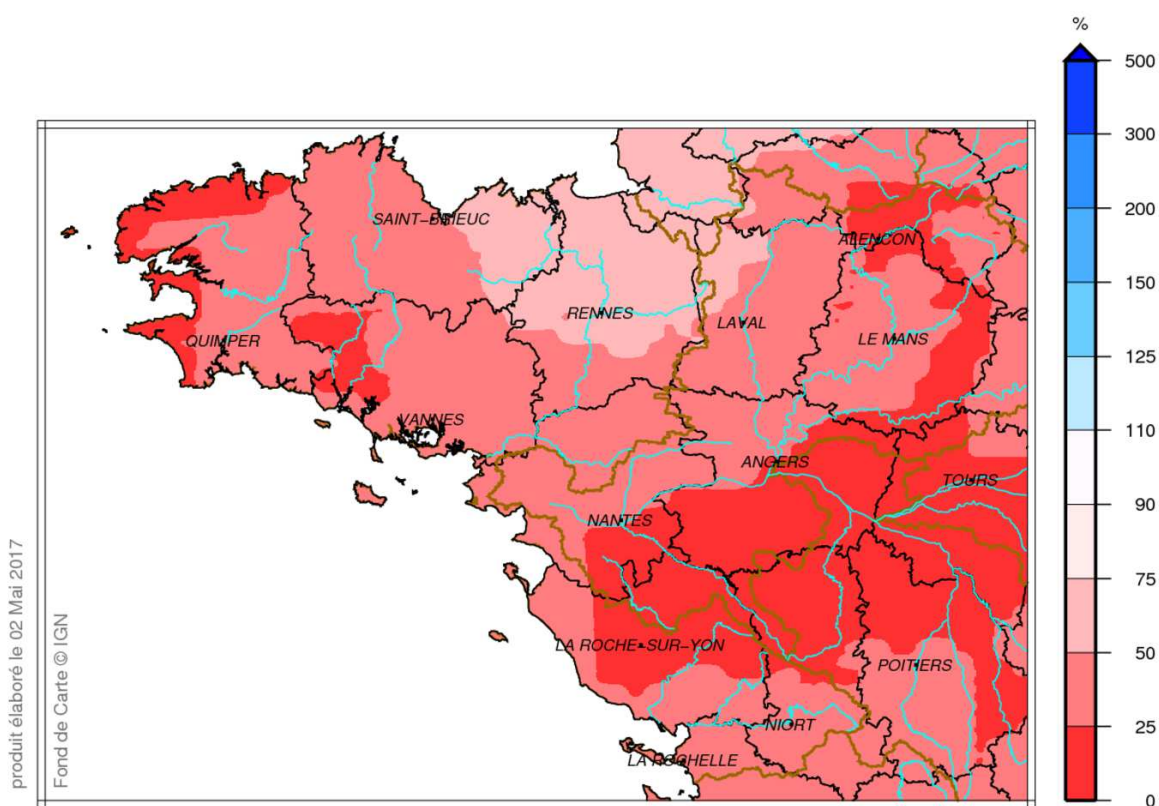 %
500
300
200
150
125
110
90
75
50
25
0
SAINT-BRIEUC
ALENCON
RENNES
LAVAL
QUIMPER
LE MANS
VANNES
ANGERS
TOURS
NANTES
LA ROCHE-SUR-YON
POITIERS
NIORT
LA ROCHELLE
produit élaboré le 02 Mai 2017
Fond de Carte © IGN